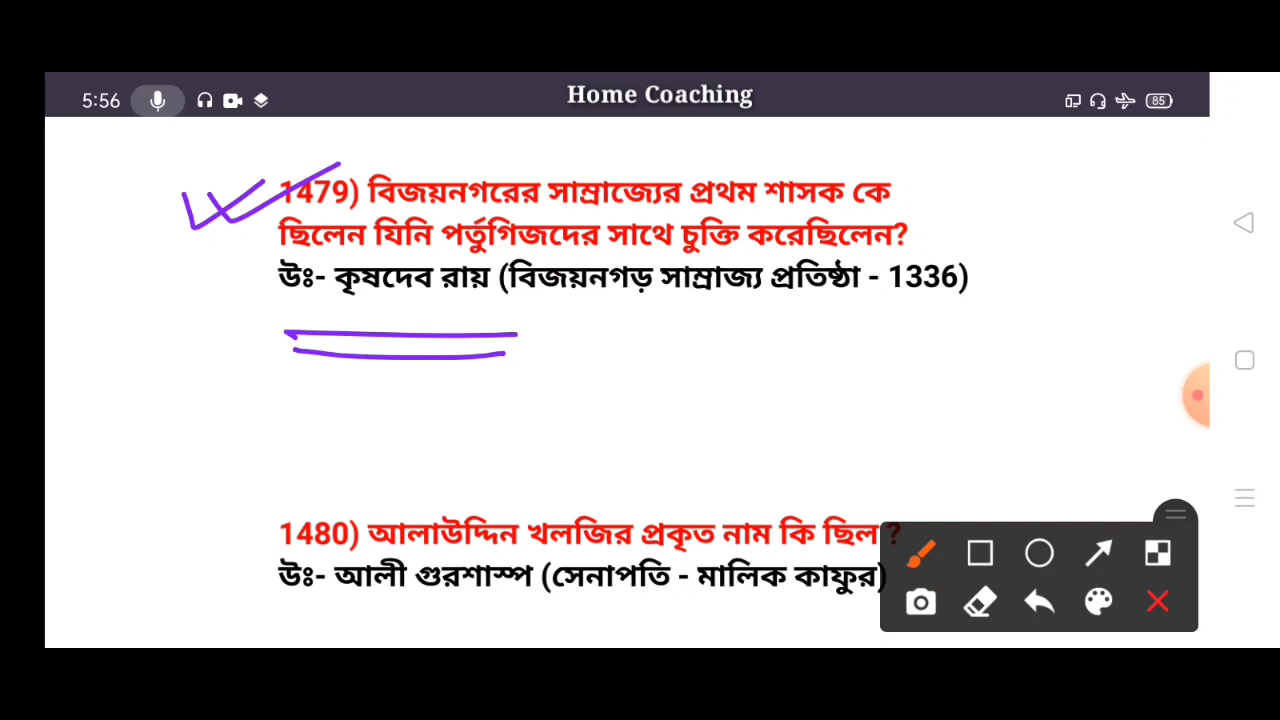 5:56
Home Coaching
85
1479) বিজয়নগরের সাম্রাজ্যের প্রথম শাসক কে
ছিলেন যিনি পর্তুগিজদের সাথে চুক্তি করেছিলেন?
উঃ- কৃষদেব রায় (বিজয়নগড় সাম্রাজ্য প্রতিষ্ঠা - 1336)
1480) আলাউদ্দিন খলজির প্রকৃত নাম কি ছিল ?
উঃ- আলী গুরশাস্প (সেনাপতি - মালিক কাফুর)